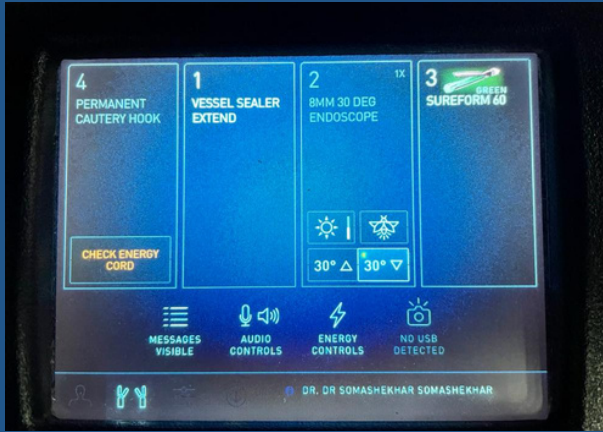 4
PERMANENT
CAUTERY HOOK
CHECK ENERGY
CORD
1
VESSEL SEALER
EXTEND
2
1X
8MM 30 DEG
ENDOSCOPE
30° △
30° ▽
3
GREEN
SUREFORM 60
MESSAGES
VISIBLE
AUDIO
CONTROLS
ENERGY
CONTROLS
NO USB
DETECTED
DR. DR SOMASHEKHAR SOMASHEKHAR